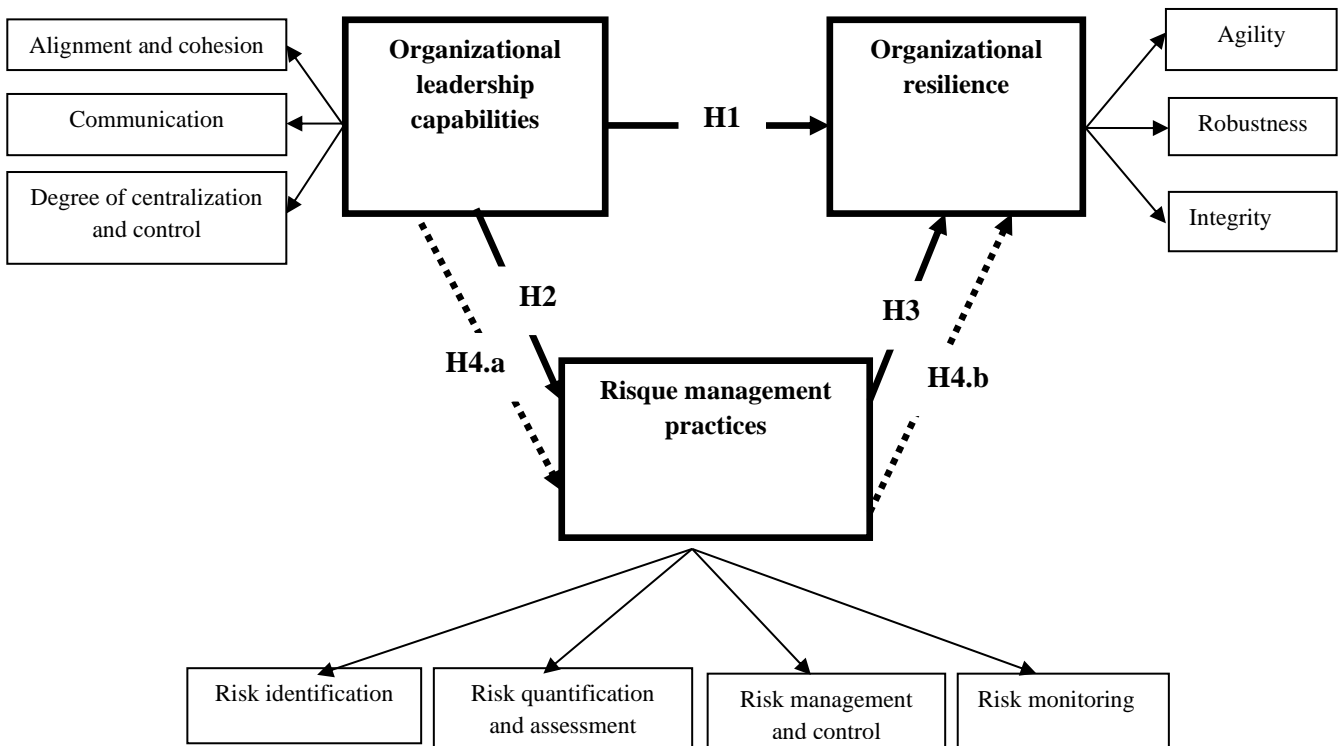 Alignment and cohesion
Communication
Degree of centralization
and control
Organizational
leadership
capabilities
H1
Organizational
resilience
Agility
Robustness
Integrity
H2
H4.a
H3
H4.b
Risque management
practices
Risk identification
Risk quantification
and assessment
Risk management
and control
Risk monitoring